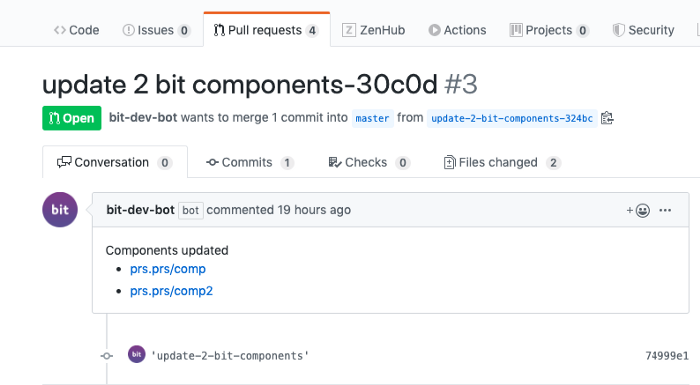 Code Issues 0 Pull requests 4 ZenHub Actions Projects 0 Security
update 2 bit components-30c0d #3
Open bit-dev-bot wants to merge 1 commit into master from update-2-bit-components-324bc
Conversation 0 Commits 1 Checks 0 Files changed 2
bit bit-dev-bot bot commented 19 hours ago
Components updated
prs.prs/comp
prs.prs/comp2
bit 'update-2-bit-components' 74999e1